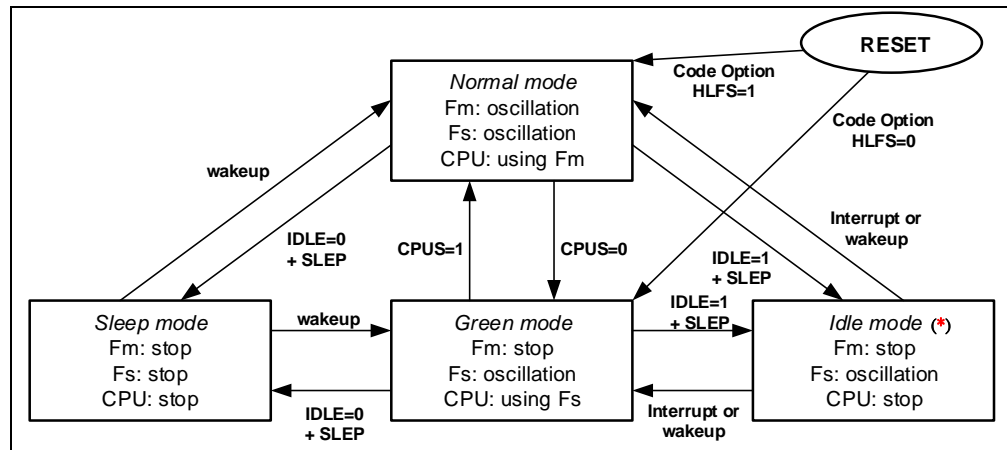 RESET
Code Option
HLFS=1
Code Option
HLFS=0
Normal mode
Fm: oscillation
Fs: oscillation
CPU: using Fm
wakeup
IDLE=0
+ SLEP
CPUS=1
CPUS=0
IDLE=1
+ SLEP
Interrupt or
wakeup
Sleep mode
Fm: stop
Fs: stop
CPU: stop
wakeup
IDLE=0
+ SLEP
Green mode
Fm: stop
Fs: oscillation
CPU: using Fs
IDLE=1
+ SLEP
Interrupt or
wakeup
Idle mode (*)
Fm: stop
Fs: oscillation
CPU: stop